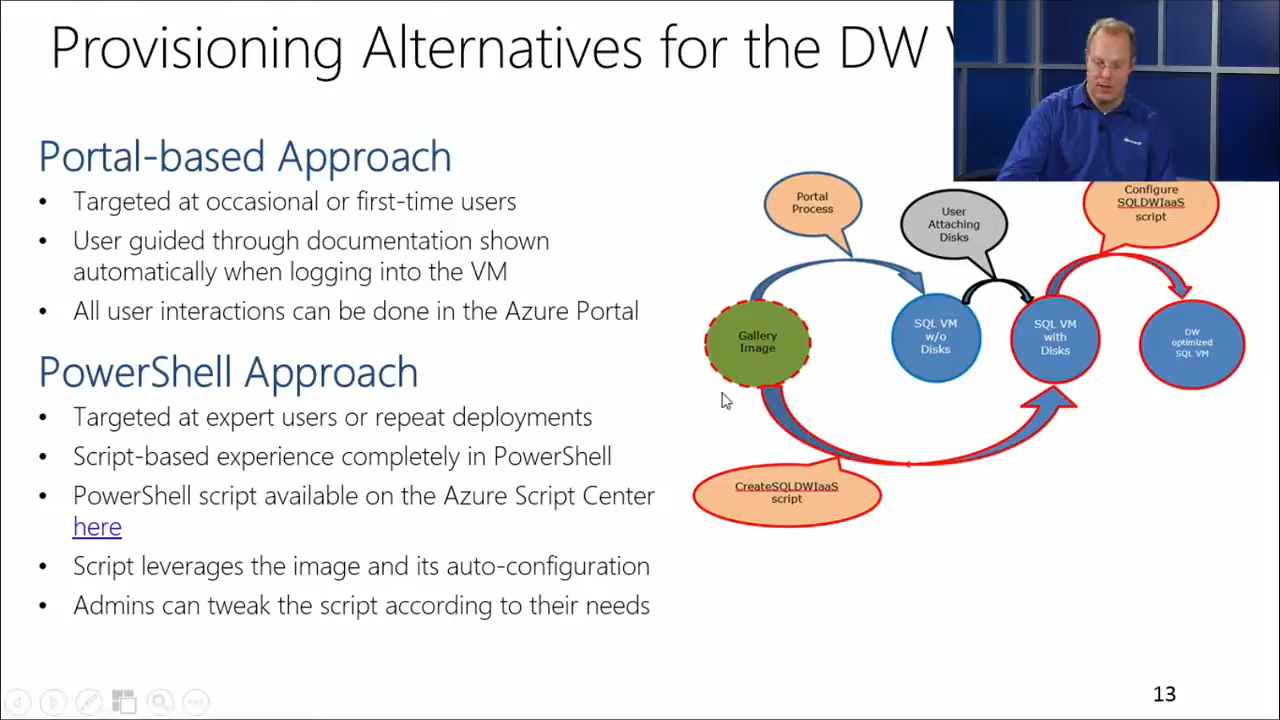 Provisioning Alternatives for the DW
Portal-based Approach
• Targeted at occasional or first-time users
• User guided through documentation shown
automatically when logging into the VM
• All user interactions can be done in the Azure Portal
PowerShell Approach
• Targeted at expert users or repeat deployments
• Script-based experience completely in PowerShell
• PowerShell script available on the Azure Script Center
here
• Script leverages the image and its auto-configuration
• Admins can tweak the script according to their needs
Portal
Process
User
Attaching
Disks
Configure
SQLDWIaaS
script
Gallery
Image
SQL VM
w/o
Disks
SQL VM
with
Disks
DW
optimized
SQL VM
CreateSQLDWIaaS
script
13